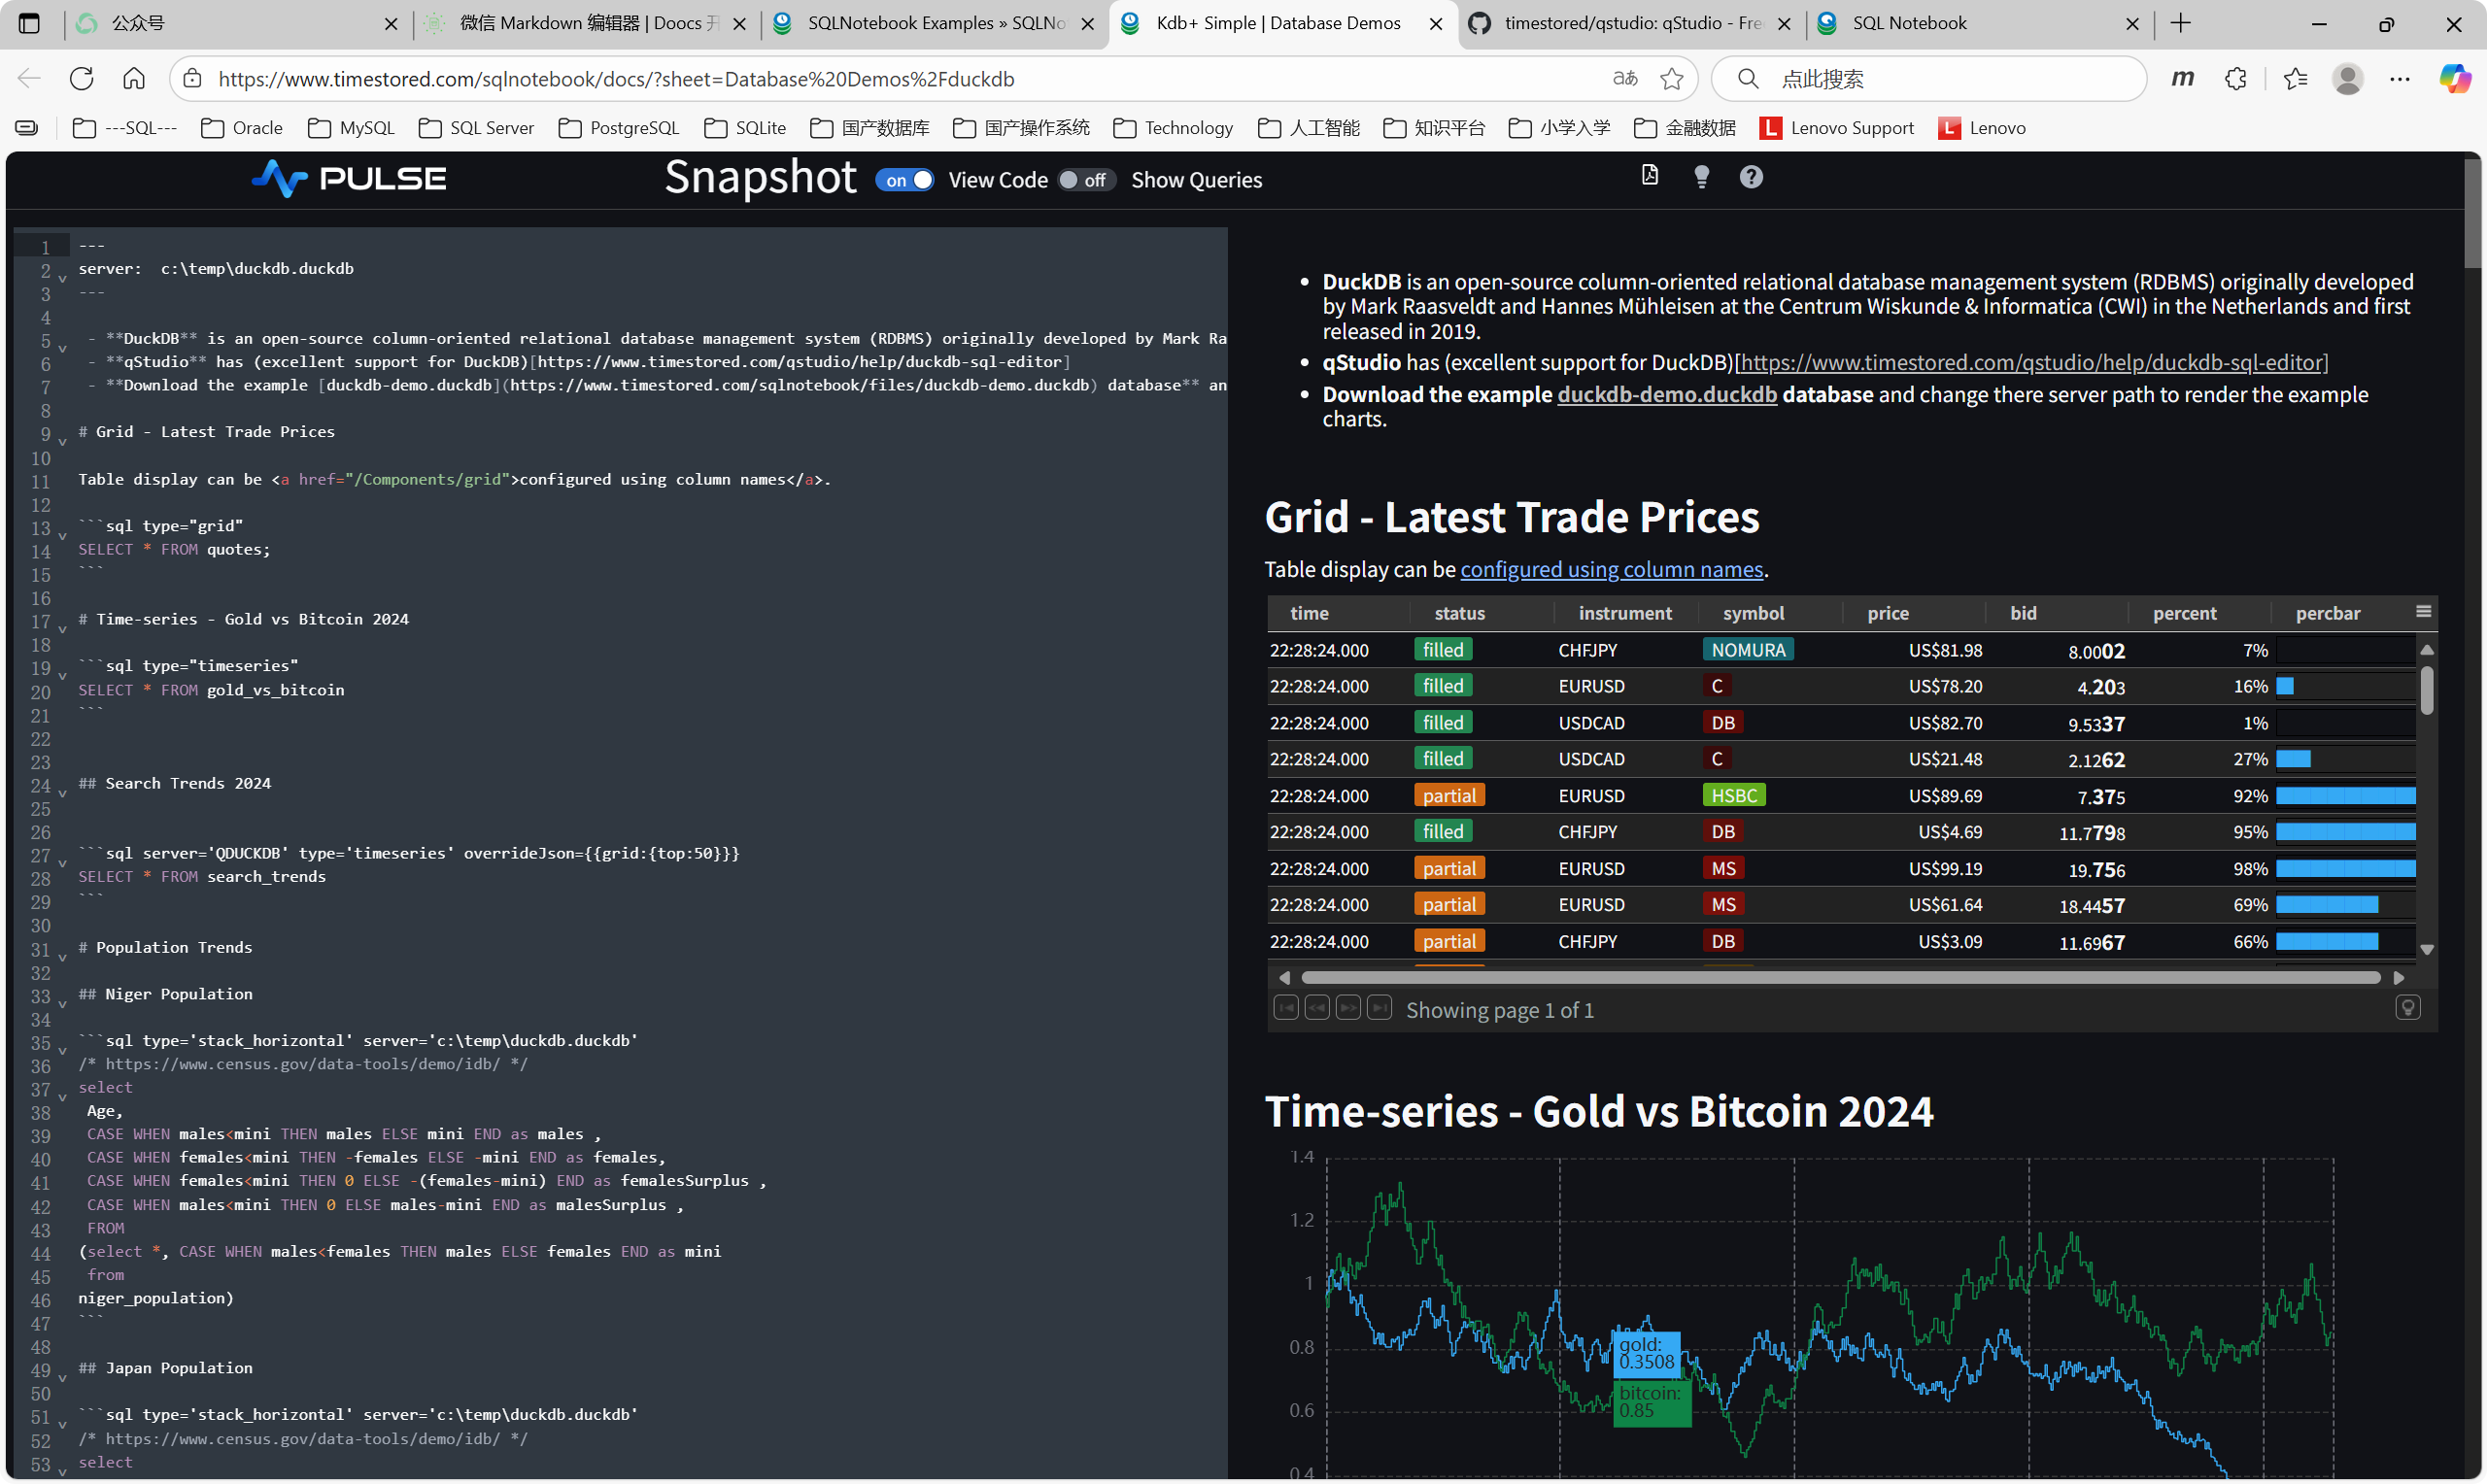 公众号
微信 Markdown 编辑器 | Doocs 开
SQLNotebook Examples » SQLNo
Kdb+ Simple | Database Demos
timestored/qstudio: qStudio - Fre
SQL Notebook
https://www.timestored.com/sqlnotebook/docs/?sheet=Database%20Demos%2Fduckdb
点此搜索
---SQL---
Oracle
MySQL
SQL Server
PostgreSQL
SQLite
国产数据库
国产操作系统
Technology
人工智能
知识平台
小学入学
金融数据
Lenovo Support
Lenovo
PULSE
Snapshot on View Code off Show Queries
1 ---
2 server:  c:\temp\duckdb.duckdb
3 ---
4
5 - **DuckDB** is an open-source column-oriented relational database management system (RDBMS) originally developed by Mark Ra
6 - **qStudio** has (excellent support for DuckDB)[https://www.timestored.com/qstudio/help/duckdb-sql-editor]
7 - **Download the example [duckdb-demo.duckdb](https://www.timestored.com/sqlnotebook/files/duckdb-demo.duckdb) database** an
8
9 # Grid - Latest Trade Prices
10
11 Table display can be <a href="/Components/grid">configured using column names</a>.
12
13 ```sql type="grid"
14 SELECT * FROM quotes;
15 ```
16
17 # Time-series - Gold vs Bitcoin 2024
18
19 ```sql type="timeseries"
20 SELECT * FROM gold_vs_bitcoin
21 ```
22
23
24 ## Search Trends 2024
25
26
27 ```sql server='QDUCKDB' type='timeseries' overrideJson={{grid:{top:50}}}
28 SELECT * FROM search_trends
29 ```
30
31 # Population Trends
32
33 ## Niger Population
34
35 ```sql type='stack_horizontal' server='c:\temp\duckdb.duckdb'
36 /* https://www.census.gov/data-tools/demo/idb/ */
37 select
38 Age,
39 CASE WHEN males<mini THEN males ELSE mini END as males ,
40 CASE WHEN females<mini THEN -females ELSE -mini END as females,
41 CASE WHEN females<mini THEN 0 ELSE -(females-mini) END as femalesSurplus ,
42 CASE WHEN males<mini THEN 0 ELSE males-mini END as malesSurplus ,
43 FROM
44 (select *, CASE WHEN males<females THEN males ELSE females END as mini
45 from
46 niger_population)
47 ```
48
49 ## Japan Population
50
51 ```sql type='stack_horizontal' server='c:\temp\duckdb.duckdb'
52 /* https://www.census.gov/data-tools/demo/idb/ */
53 select
• DuckDB is an open-source column-oriented relational database management system (RDBMS) originally developed
by Mark Raasveldt and Hannes Mühleisen at the Centrum Wiskunde & Informatica (CWI) in the Netherlands and first
released in 2019.
• qStudio has (excellent support for DuckDB)[https://www.timestored.com/qstudio/help/duckdb-sql-editor]
• Download the example duckdb-demo.duckdb database and change there server path to render the example
charts.
Grid - Latest Trade Prices
Table display can be configured using column names.
time status instrument symbol price bid percent percbar
22:28:24.000 filled CHFJPY NOMURA US$81.98 8.0002 7%
22:28:24.000 filled EURUSD C US$78.20 4.203 16%
22:28:24.000 filled USDCAD DB US$82.70 9.5337 1%
22:28:24.000 filled USDCAD C US$21.48 2.1262 27%
22:28:24.000 partial EURUSD HSBC US$89.69 7.375 92%
22:28:24.000 filled CHFJPY DB US$4.69 11.7798 95%
22:28:24.000 partial EURUSD MS US$99.19 19.756 98%
22:28:24.000 partial EURUSD MS US$61.64 18.4457 69%
22:28:24.000 partial CHFJPY DB US$3.09 11.6967 66%
Showing page 1 of 1
Time-series - Gold vs Bitcoin 2024
1.4
1.2
1
0.8
0.6
0.4
gold:
0.3508
bitcoin:
0.85